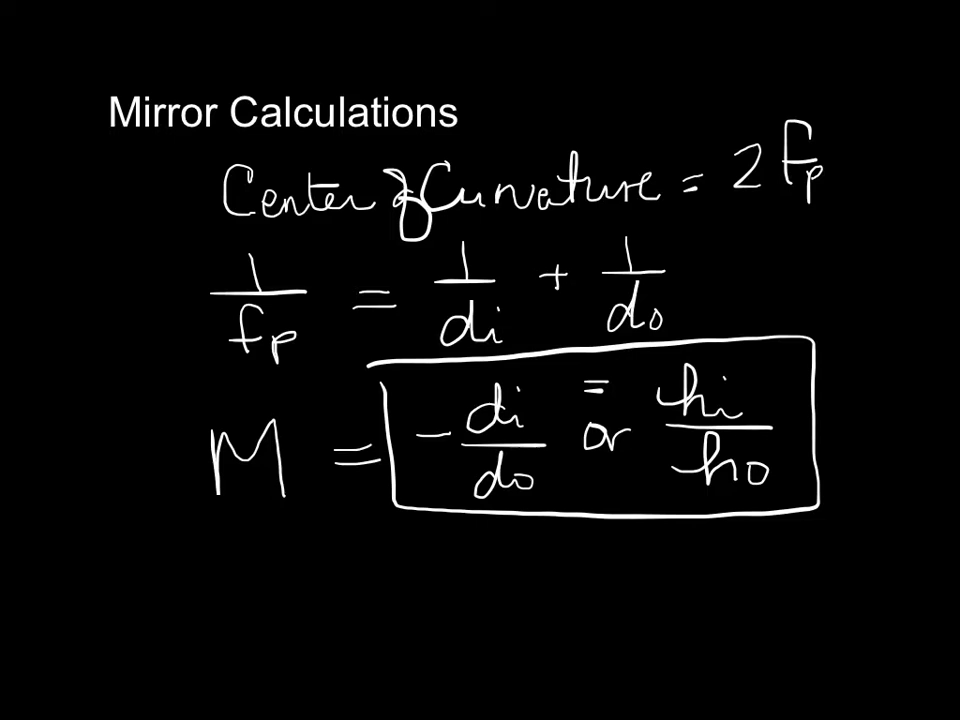 Mirror Calculations
Center of Curvature = 2 fp
1/fp = 1/di + 1/do
M = - di/do = or hi/ho